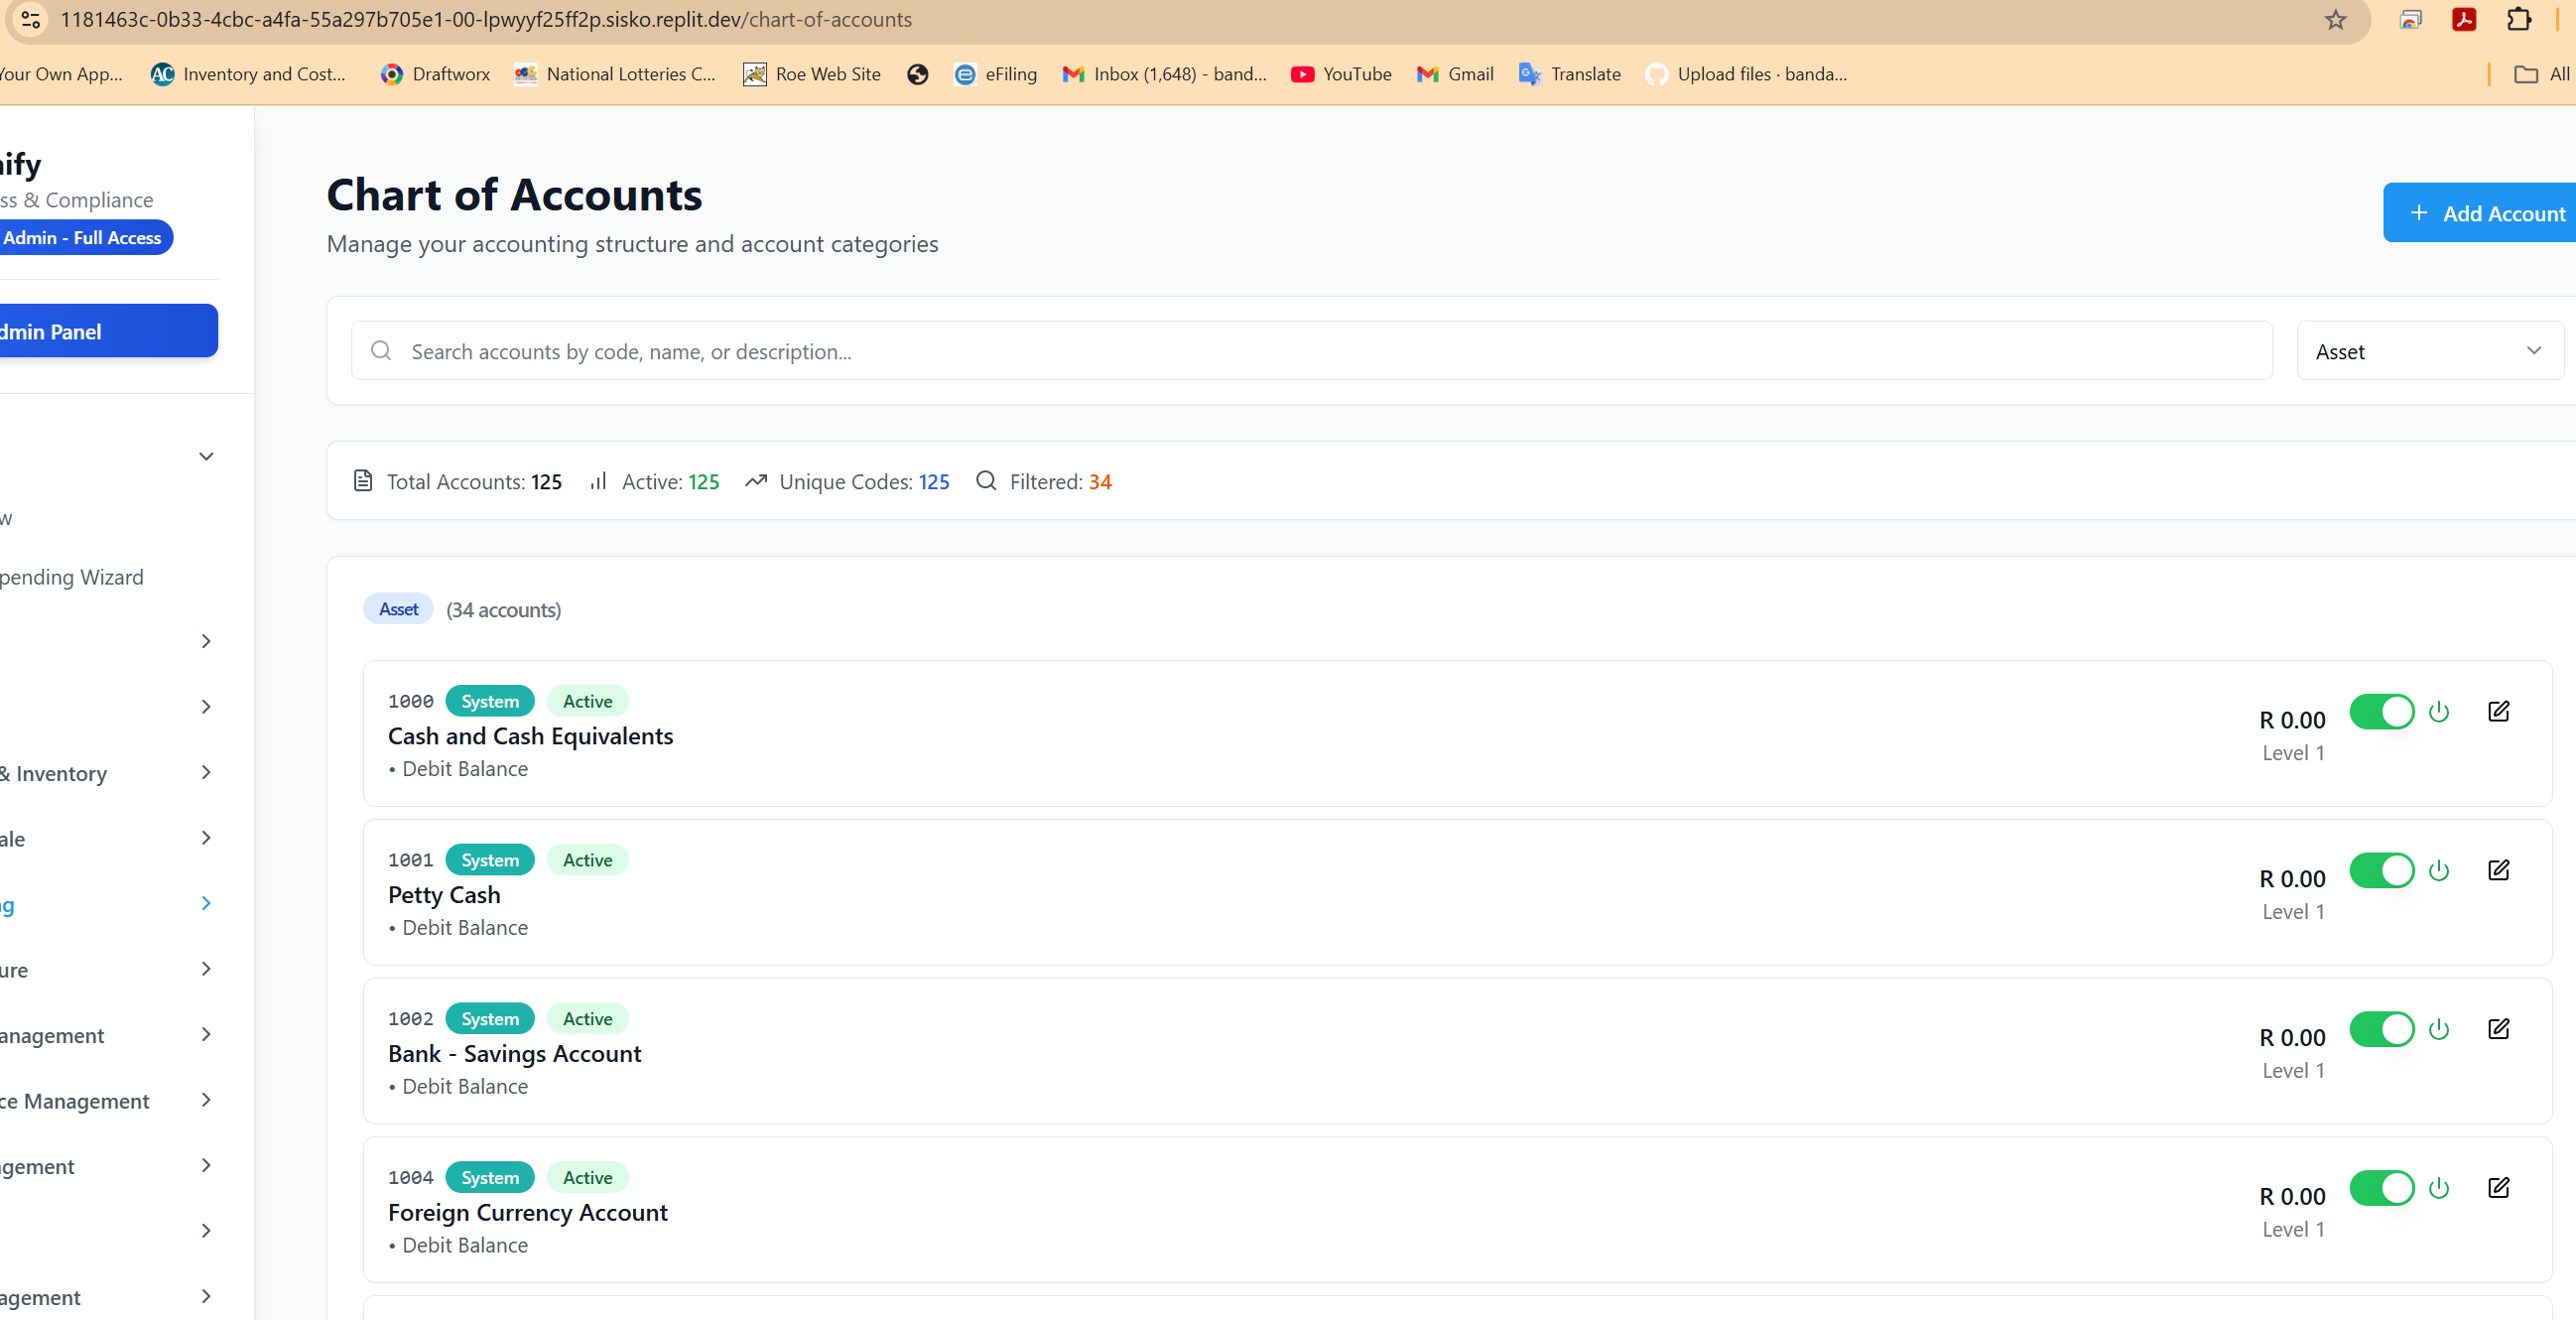 1181463c-0b33-4cbc-a4fa-55a297b705e1-00-lpwyyf25ff2p.sisko.replit.dev/chart-of-accounts
Your Own App... Inventory and Cost... Draftworx National Lotteries C... Roe Web Site eFiling Inbox (1,648) - band... YouTube Gmail Translate Upload files · banda... All
ify
ss & Compliance
Admin - Full Access
dmin Panel
w
pending Wizard
& Inventory
ale
ng
ure
anagement
ce Management
gement
agement
Chart of Accounts
Manage your accounting structure and account categories
+ Add Account
Search accounts by code, name, or description...
Asset
Total Accounts: 125 Active: 125 Unique Codes: 125 Filtered: 34
Asset (34 accounts)
1000 System Active
Cash and Cash Equivalents
• Debit Balance
R 0.00
Level 1
1001 System Active
Petty Cash
• Debit Balance
R 0.00
Level 1
1002 System Active
Bank - Savings Account
• Debit Balance
R 0.00
Level 1
1004 System Active
Foreign Currency Account
• Debit Balance
R 0.00
Level 1